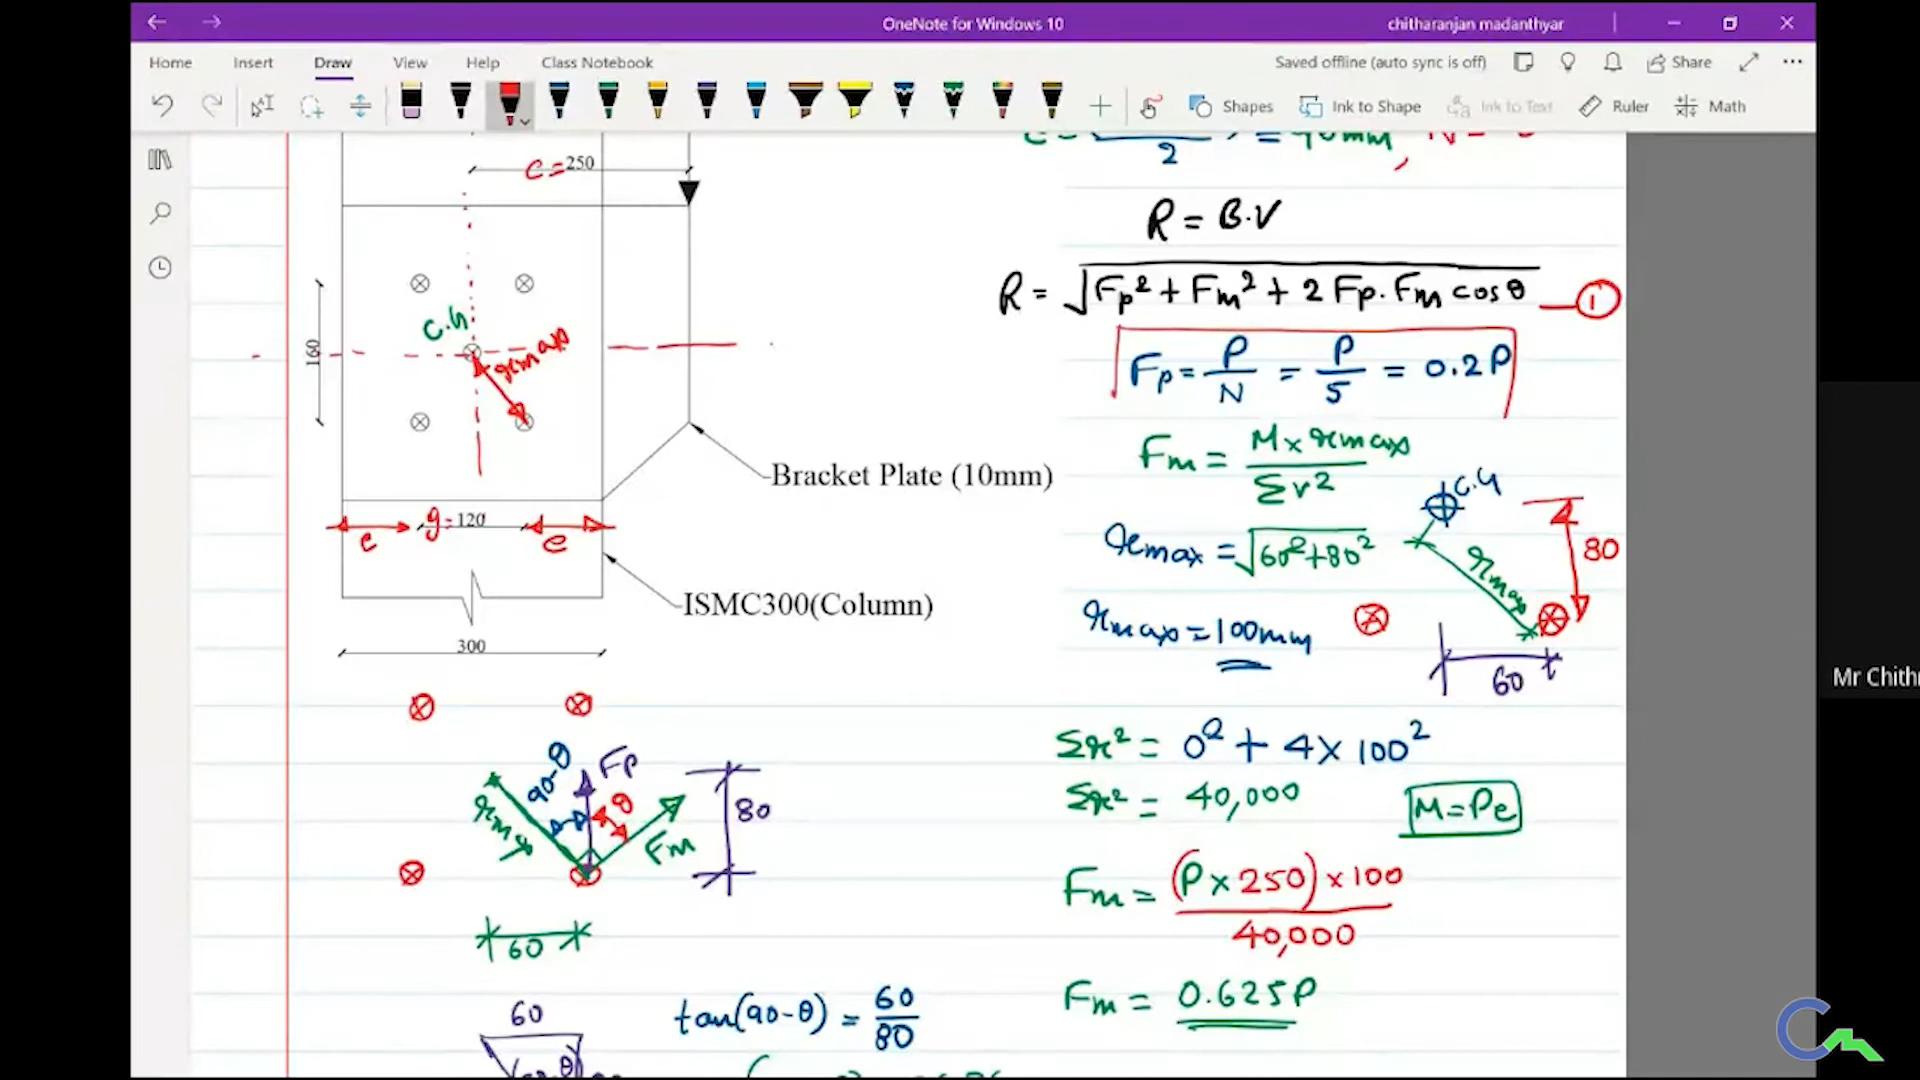 OneNote for Windows 10
chitharanjan madanthyar
Home Insert Draw View Help Class Notebook
Saved offline (auto sync is off) Share
Shapes Ink to Shape Ink to Text Ruler Math
e=250
2
= 90mm,
R = B.V
R = √Fp² + Fm² + 2 Fp. Fm cosθ
1
Fp = P/N = P/5 = 0.2P
C.G
rmax
160
Fm = M x rmax / Σr²
Bracket Plate (10mm)
e g=120 e
C.G
80
rmax = √60²+80²
rmax
ISMC300(Column)
rmax = 100mm
300
60
Σr² = 0² + 4 x 100²
Σr² = 40,000
M=Pe
90-θ Fp
θ
rmax
Fm
80
60
Fm = (P x 250) x 100 / 40,000
Fm = 0.625P
60
tan(90-θ) = 60/80
Mr Chith
CM